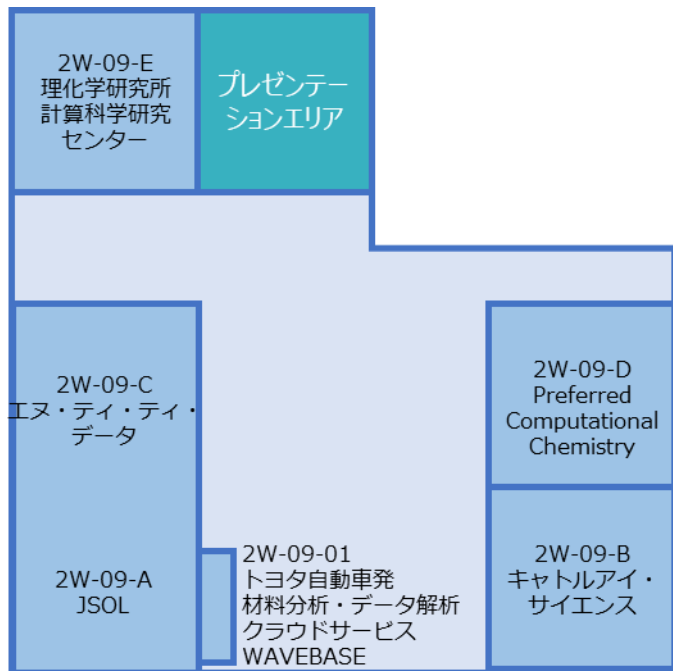 2W-09-E
理化学研究所
計算科学研究
センター
プレゼンテー
ションエリア
2W-09-C
エヌ・ティ・ティ・
データ
2W-09-D
Preferred
Computational
Chemistry
2W-09-A
JSOL
2W-09-01
トヨタ自動車発
材料分析・データ解析
クラウドサービス
WAVEBASE
2W-09-B
キャトルアイ・
サイエンス